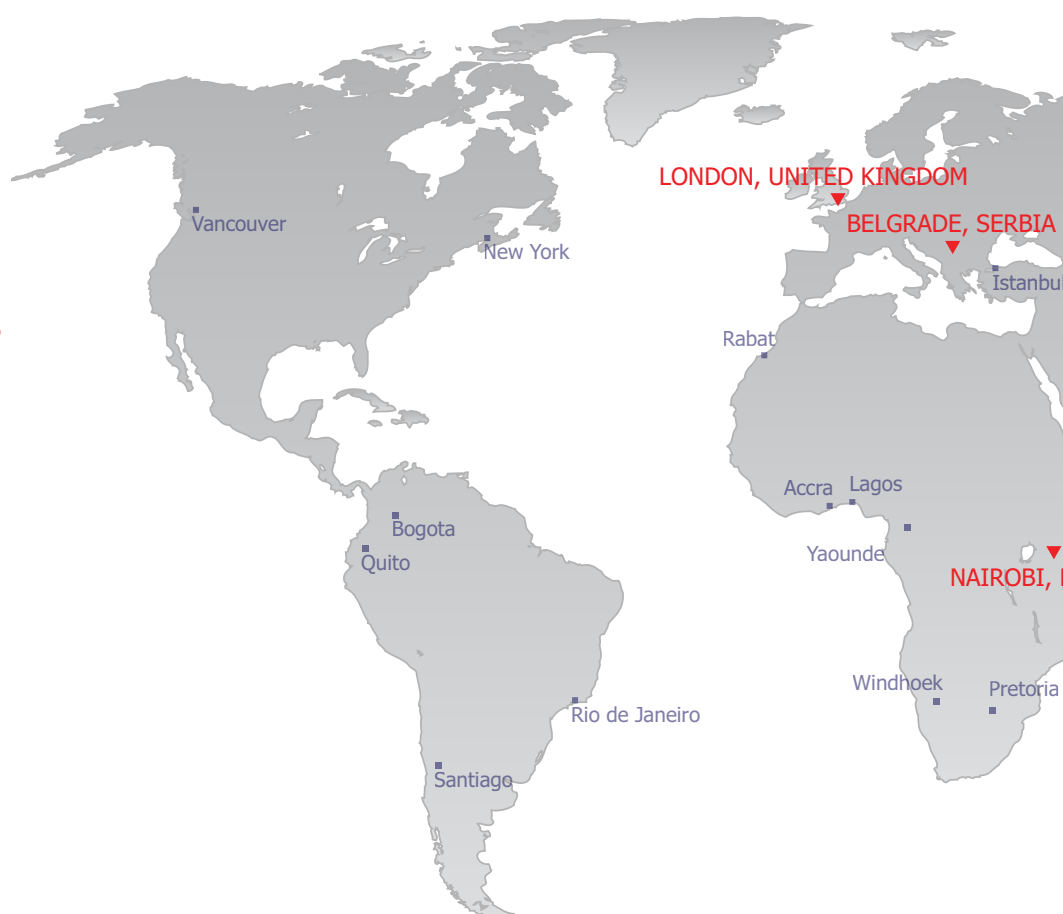 LONDON, UNITED KINGDOM
Vancouver
BELGRADE, SERBIA
New York
Istanbul
Rabat
Accra
Lagos
Bogota
Yaounde
Quito
NAIROBI,
Windhoek
Pretoria
Rio de Janeiro
Santiago